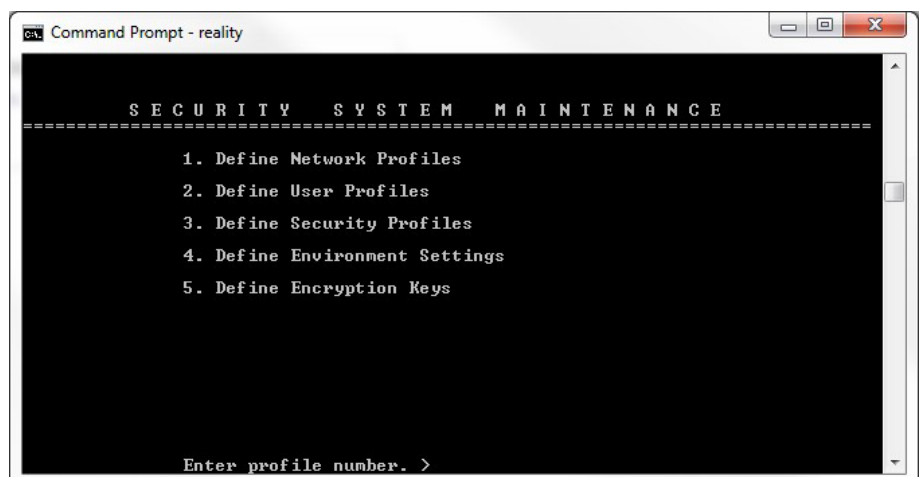 Command Prompt - reality
S E C U R I T Y   S Y S T E M   M A I N T E N A N C E
===============================================================================
1. Define Network Profiles
2. Define User Profiles
3. Define Security Profiles
4. Define Environment Settings
5. Define Encryption Keys
Enter profile number. >